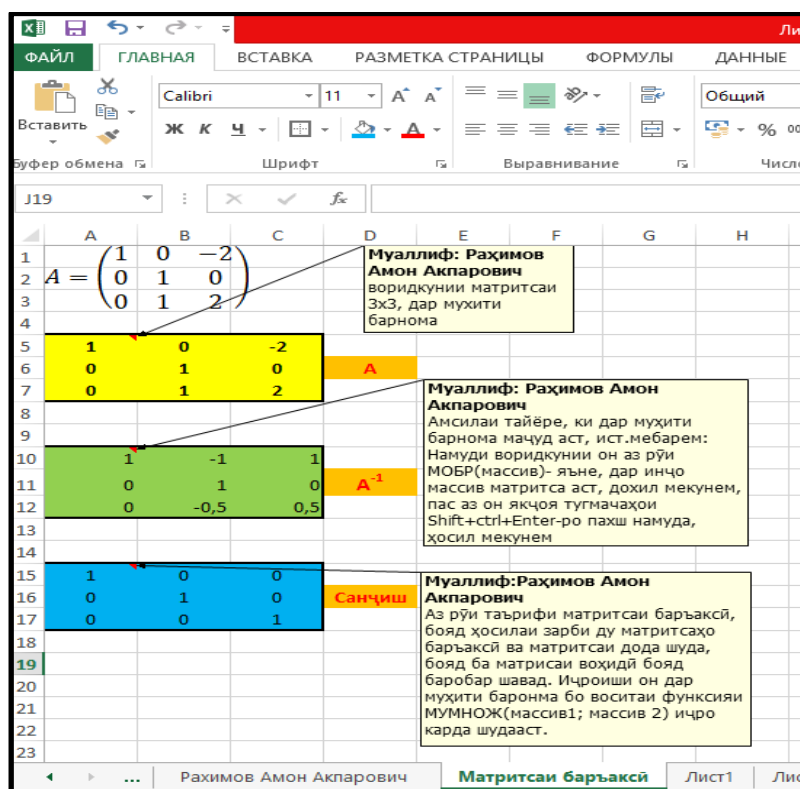 Ли
ФАЙЛ ГЛАВНАЯ ВСТАВКА РАЗМЕТКА СТРАНИЦЫ ФОРМУЛЫ ДАННЫЕ
Вставить
Calibri 11
Общий
Ж К Ч
% 00
Буфер обмена Шрифт Выравнивание Число
J19 fx
A B C D E F G H
1
2
3
4
5
6
7
8
9
10
11
12
13
14
15
16
17
18
19
20
21
22
23
A = (1 0 −2
0 1 0
0 1 2)
Муаллиф: Раҳимов
Амон Акпарович
воридкунии матритсаи
3x3, дар мухити
барнома
1 0 -2
0 1 0
0 1 2
A
Муаллиф: Раҳимов Амон
Акпарович
Амсилаи тайёре, ки дар муҳити
барнома маҷуд аст, ист.мебарем:
Намуди воридкунии он аз рӯи
МОБР(массив)- яъне, дар инҷо
массив матритса аст, дохил мекунем,
пас аз он якҷоя тугмачаҳои
Shift+ctrl+Enter-ро пахш намуда,
ҳосил мекунем
1 -1 1
0 1 0
0 -0,5 0,5
A⁻¹
Муаллиф:Раҳимов Амон
Акпарович
Аз рӯи таърифи матритсаи баръаксӣ,
бояд ҳосилаи зарби ду матритсаҳо
баръаксӣ ва матритсаи дода шуда,
бояд ба матрисаи воҳидӣ бояд
баробар шавад. Иҷроиши он дар
муҳити баронма бо воситаи функсияи
МУМНОЖ(массив1; массив 2) иҷро
карда шудааст.
1 0 0
0 1 0
0 0 1
Санҷиш
... Рахимов Амон Акпарович Матритсаи баръаксӣ Лист1 Лис